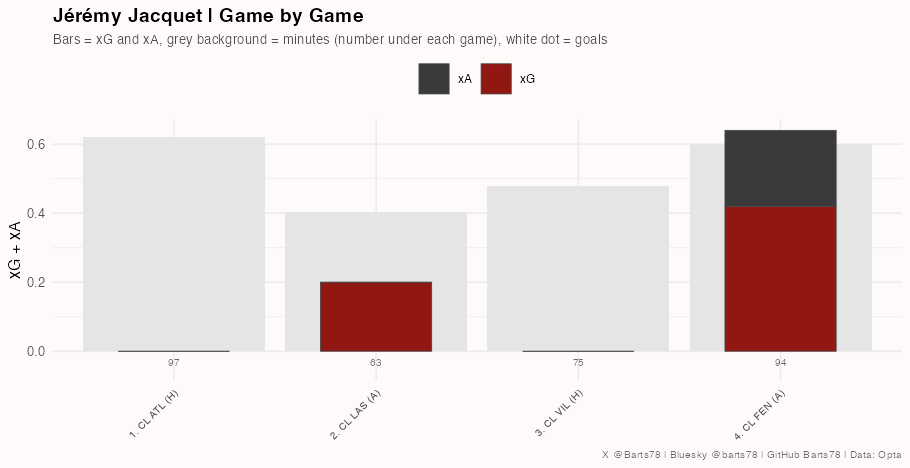 Jérémy Jacquet | Game by Game
Bars = xG and xA, grey background = minutes (number under each game), white dot = goals
xA xG
xG + xA
0.6
0.4
0.2
0.0
97 63 75 94
1. CL ATL (H) 2. CL LAS (A) 3. CL VIL (H) 4. CL FEN (A)
X @Barts78 | Bluesky @barts78 | GitHub Barts78 | Data: Opta